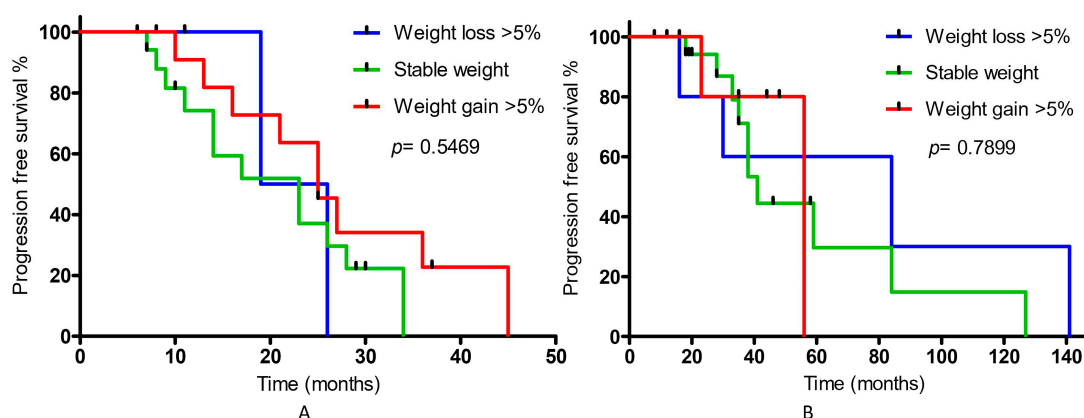 Progression free survival %
100
80
60
40
20
0
0 10 20 30 40 50
Time (months)
Weight loss >5%
Stable weight
Weight gain >5%
p= 0.5469
A
Progression free survival %
100
80
60
40
20
0
0 20 40 60 80 100 120 140
Time (months)
Weight loss >5%
Stable weight
Weight gain >5%
p= 0.7899
B